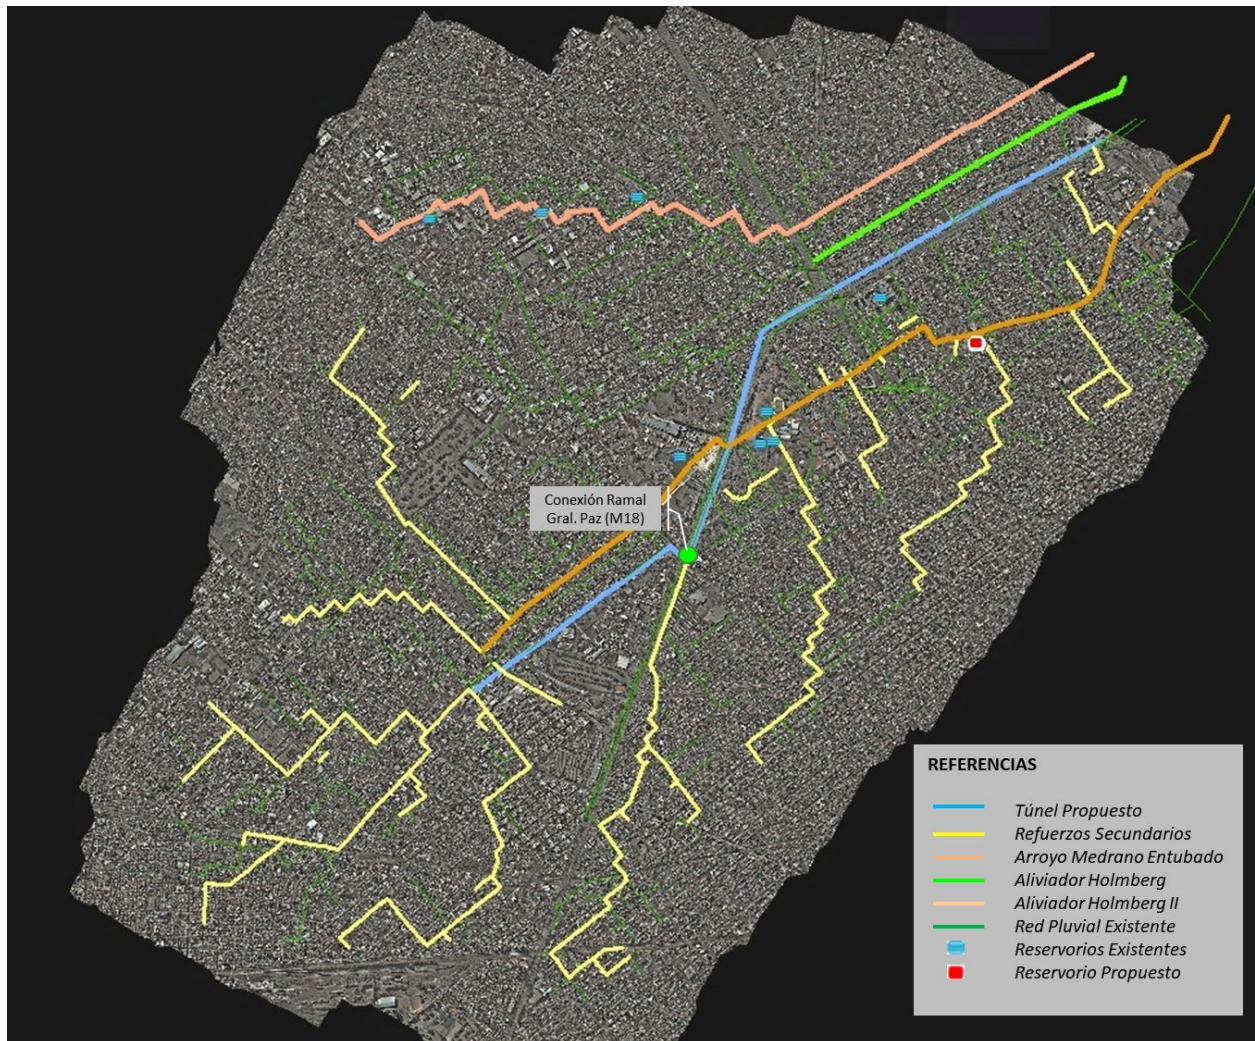 Conexión Ramal
Gral. Paz (M18)
REFERENCIAS
Túnel Propuesto
Refuerzos Secundarios
Arroyo Medrano Entubado
Aliviador Holmberg
Aliviador Holmberg II
Red Pluvial Existente
Reservorios Existentes
Reservorio Propuesto